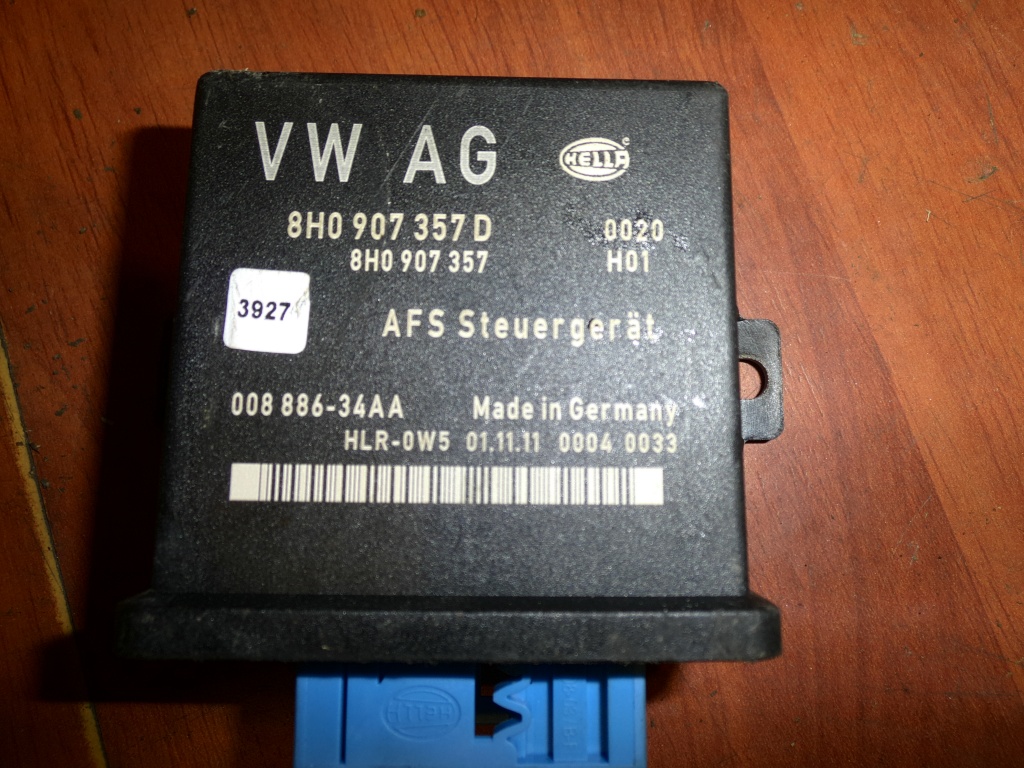 VW AG HELLA
8H0 907 357 D 0020
8H0 907 357 H01
3927
AFS Steuergerät
008 886-34AA Made in Germany
HLR-0W5 01.11.11 0004 0033
HELLA